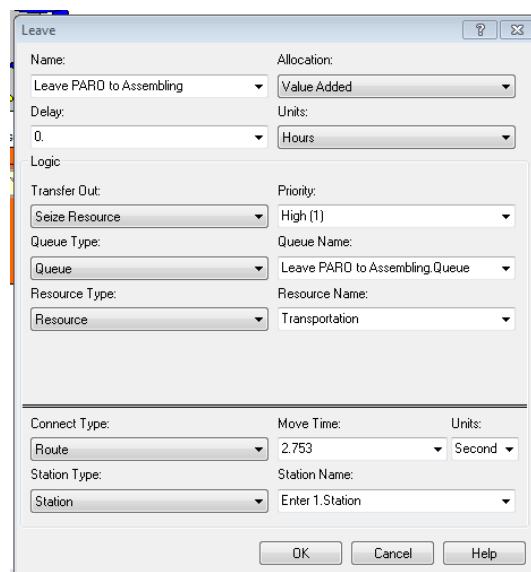 Leave
Name: Allocation:
Leave PARO to Assembling Value Added
Delay: Units:
0. Hours
Logic
Transfer Out: Priority:
Seize Resource High (1)
Queue Type: Queue Name:
Queue Leave PARO to Assembling.Queue
Resource Type: Resource Name:
Resource Transportation
Connect Type: Move Time: Units:
Route 2.753 Second
Station Type: Station Name:
Station Enter 1.Station
OK Cancel Help